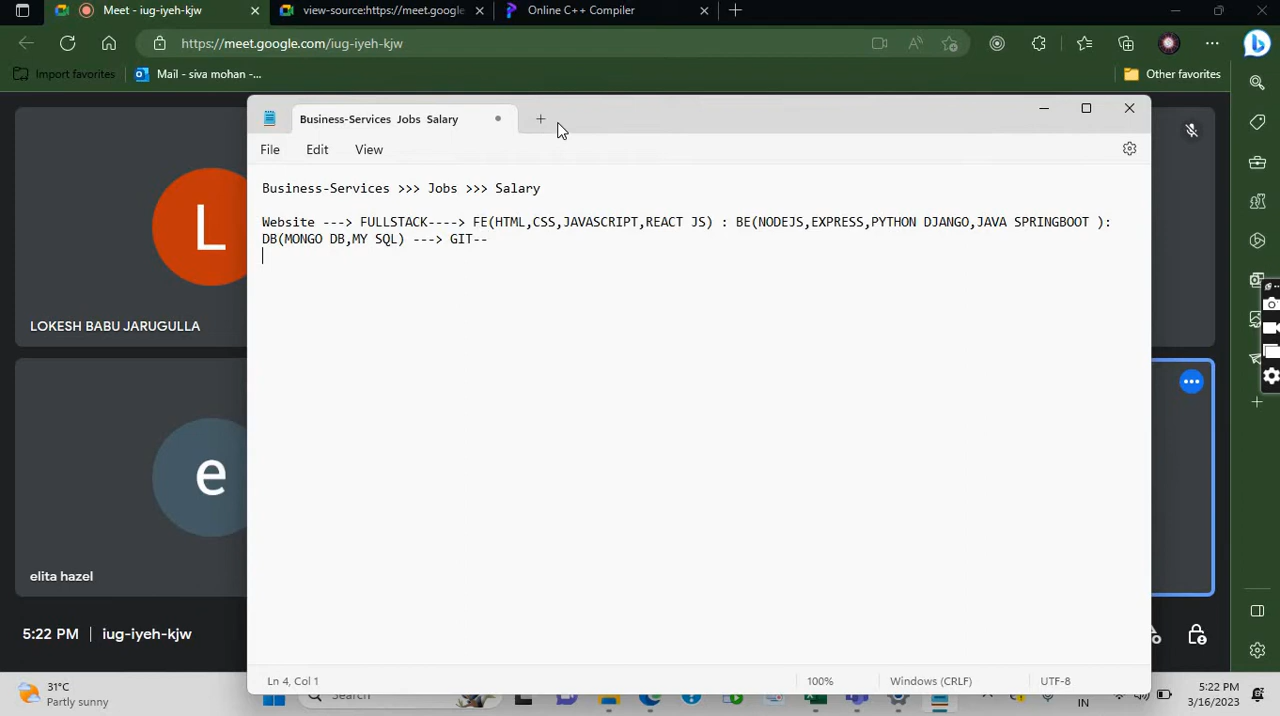 Meet - iug-iyeh-kjw
view-source:https://meet.google
Online C++ Compiler
https://meet.google.com/iug-iyeh-kjw
Import favorites
Mail - siva mohan -...
Other favorites
Business-Services Jobs Salary
File Edit View
Business-Services >>> Jobs >>> Salary
Website ---> FULLSTACK----> FE(HTML,CSS,JAVASCRIPT,REACT JS) : BE(NODEJS,EXPRESS,PYTHON DJANGO,JAVA SPRINGBOOT ):
DB(MONGO DB,MY SQL) ---> GIT--
L
LOKESH BABU JARUGULLA
e
elita hazel
5:22 PM | iug-iyeh-kjw
Ln 4, Col 1
100%
Windows (CRLF)
UTF-8
31°C
Partly sunny
Search
IN
5:22 PM
3/16/2023